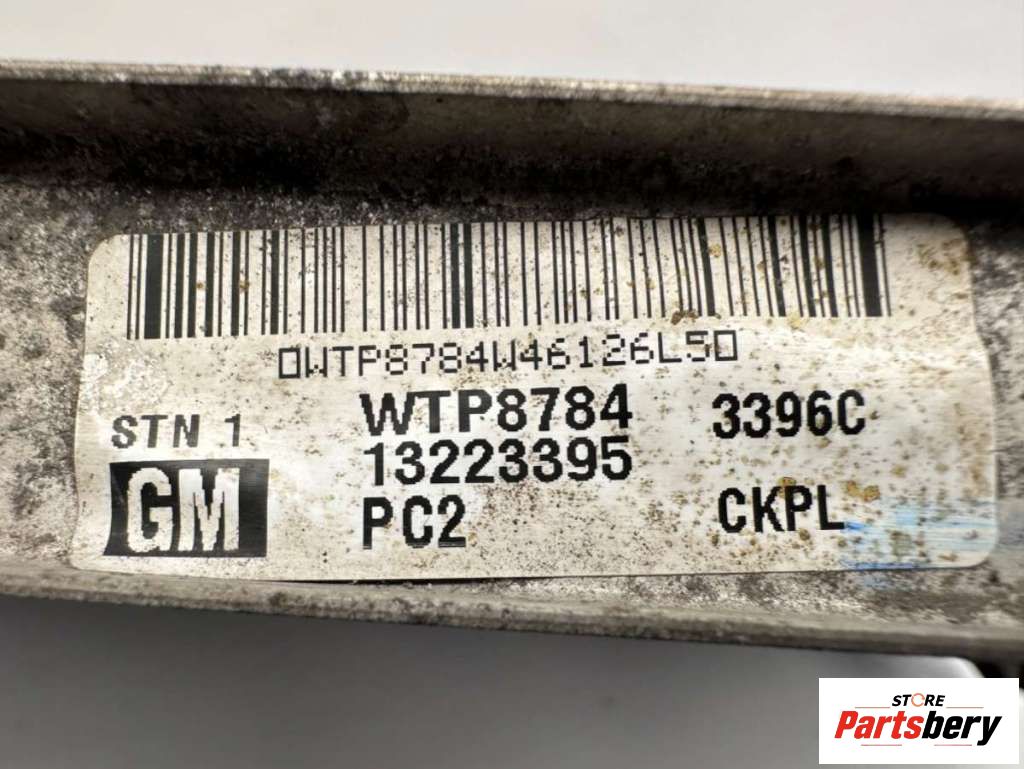 0WTP8784W46126L50
STN 1 WTP8784 3396C
13223395
GM PC2 CKPL
STORE
Partsbery